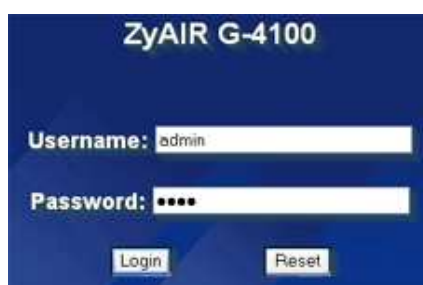 ZyAIR G-4100
Username: admin
Password: ••••
Login Reset